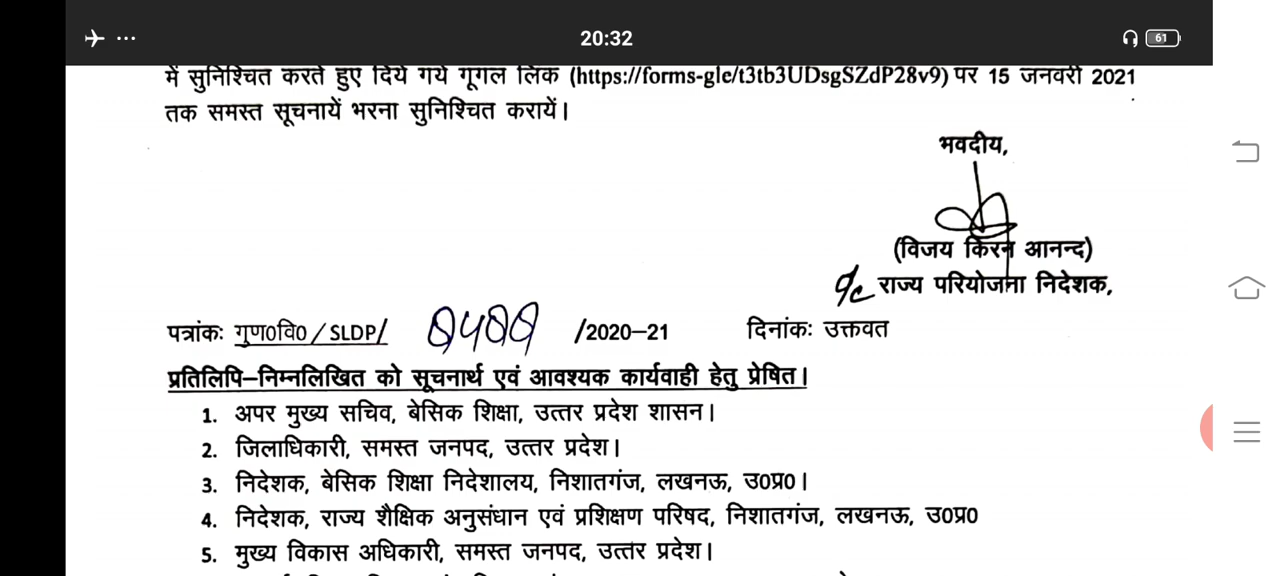 20:32
61
में सुनिश्चित करते हुए दिये गये गूगल लिंक (https://forms-gle/t3tb3UDsgSZdP28v9) पर 15 जनवरी 2021
तक समस्त सूचनायें भरना सुनिश्चित करायें।
भवदीय,
(विजय किरन आनन्द)
राज्य परियोजना निदेशक,
पत्रांकः गुण0वि0/SLDP/ /2020-21 दिनांकः उक्तवत
प्रतिलिपि-निम्नलिखित को सूचनार्थ एवं आवश्यक कार्यवाही हेतु प्रेषित।
1. अपर मुख्य सचिव, बेसिक शिक्षा, उत्तर प्रदेश शासन।
2. जिलाधिकारी, समस्त जनपद, उत्तर प्रदेश।
3. निदेशक, बेसिक शिक्षा निदेशालय, निशातगंज, लखनऊ, उ0प्र0।
4. निदेशक, राज्य शैक्षिक अनुसंधान एवं प्रशिक्षण परिषद, निशातगंज, लखनऊ, उ0प्र0
5. मुख्य विकास अधिकारी, समस्त जनपद, उत्तर प्रदेश।